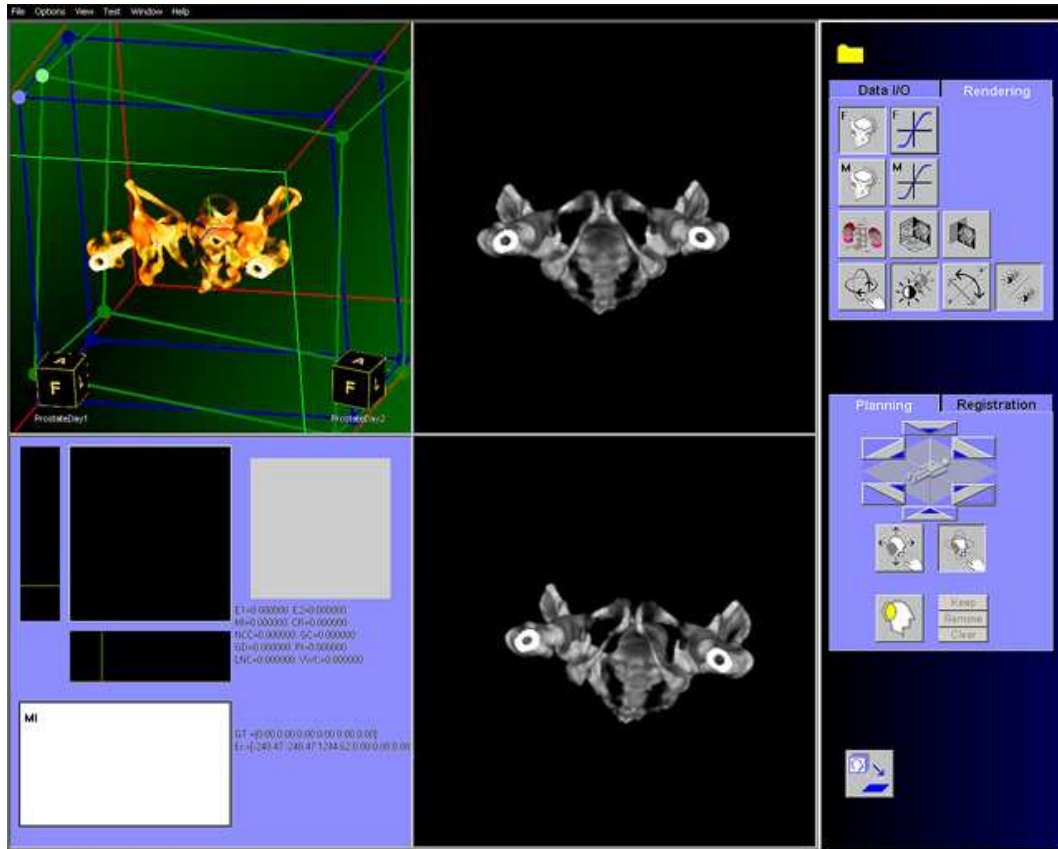 File Options View Test Window Help
Data I/O Rendering
F F
M M
A
F
A
F
ProstateDay1 ProstateDay2
Planning Registration
Keep
Remove
Clear
E1=0.000000, E2=0.000000
MI=0.000000, CR=0.000000
NCC=0.000000, GC=0.000000
GD=0.000000, PI=0.000000
LNC=0.000000, VWC=0.000000
MI
GT =[0.00 0.00 0.00 0.00 0.00 0.00]